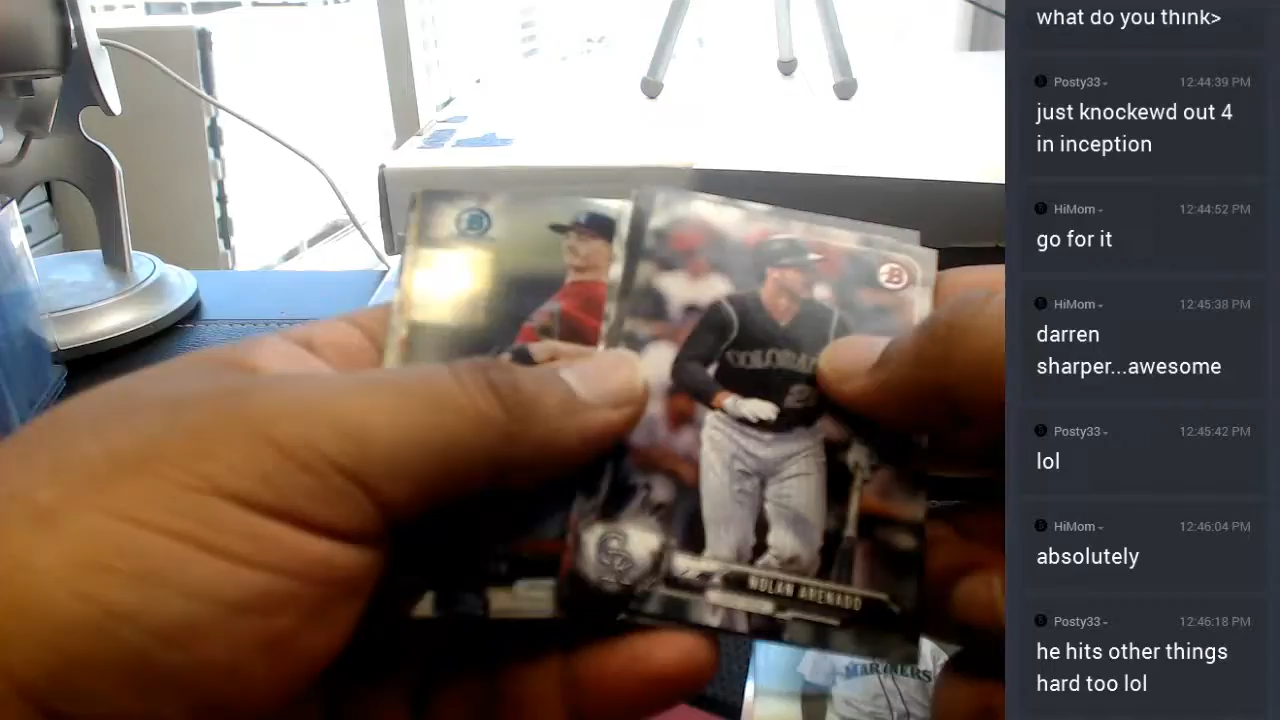 what do you think>
Posty33 12:44:39 PM
just knockewd out 4
in inception
HiMom 12:44:52 PM
go for it
HiMom 12:45:38 PM
darren
sharper...awesome
Posty33 12:45:42 PM
lol
HiMom 12:46:04 PM
absolutely
Posty33 12:46:18 PM
he hits other things
hard too lol
B
COLORADO
CR
NOLAN ARENADO
MARINERS